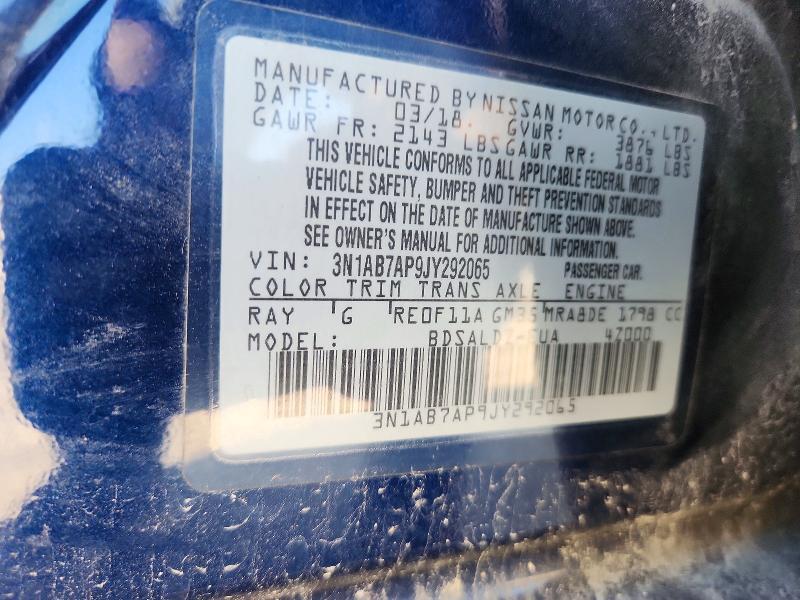 MANUFACTURED BY NISSAN MOTOR CO., LTD.
DATE: 03/18. GVWR: 3876 LBS
GAWR FR: 2143 LBS GAWR RR: 1881 LBS
THIS VEHICLE CONFORMS TO ALL APPLICABLE FEDERAL MOTOR
VEHICLE SAFETY, BUMPER AND THEFT PREVENTION STANDARDS
IN EFFECT ON THE DATE OF MANUFACTURE SHOWN ABOVE.
SEE OWNER'S MANUAL FOR ADDITIONAL INFORMATION.
VIN: 3N1AB7AP9JY292065 PASSENGER CAR.
COLOR TRIM TRANS AXLE ENGINE
RAY G RE0F11A GM35 MRA8DE 1798 CC
MODEL: 4Z000
3N1AB7AP9JY292065